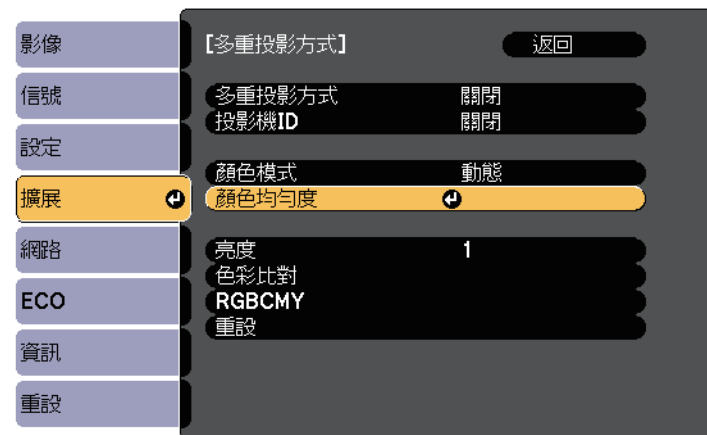 影像
信號
設定
擴展
網路
ECO
資訊
重設
[多重投影方式] 返回
多重投影方式 關閉
投影機ID 關閉
顏色模式 動態
顏色均勻度
亮度 1
色彩比對
RGBCMY
重設